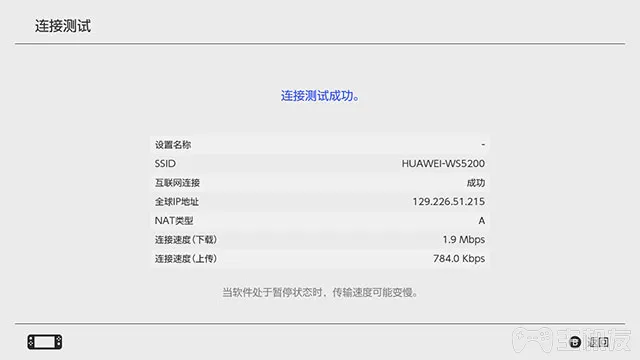 连接测试
连接测试成功。
设置名称 -
SSID HUAWEI-WS5200
互联网连接 成功
全球IP地址 129.226.51.215
NAT类型 A
连接速度(下载) 1.9 Mbps
连接速度(上传) 784.0 Kbps
当软件处于暂停状态时，传输速度可能变慢。
B 返回
主机友